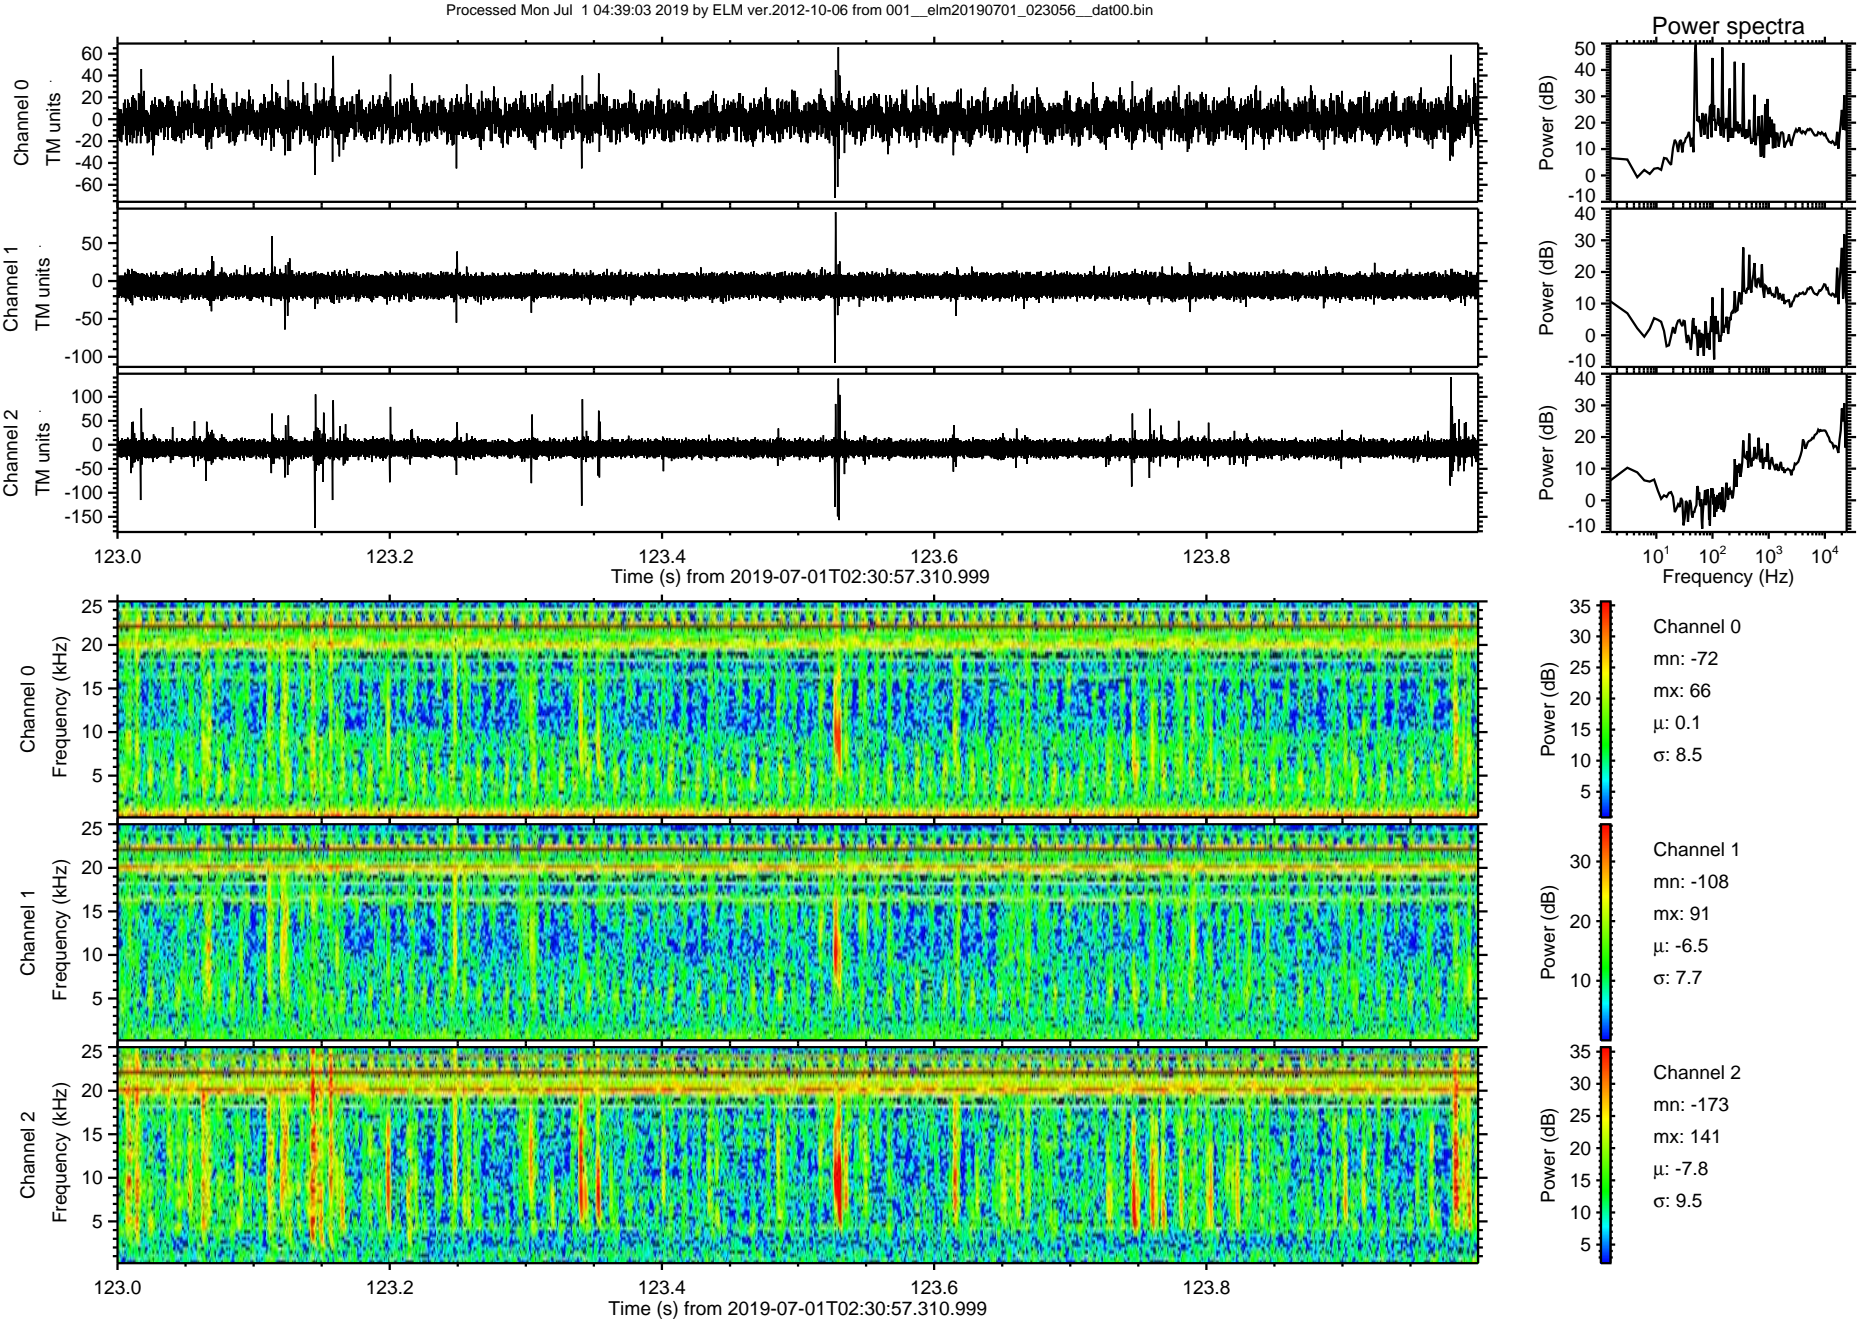 Processed Mon Jul  1 04:39:03 2019 by ELM ver.2012-10-06 from 001__elm20190701_023056__dat00.bin
Power spectra
Channel 0
TM units
60
40
20
0
-20
-40
-60
Power (dB)
50
40
30
20
10
0
-10
Channel 1
TM units
50
0
-50
-100
Power (dB)
40
30
20
10
0
-10
Channel 2
TM units
100
50
0
-50
-100
-150
Power (dB)
40
30
20
10
0
-10
123.0 123.2 123.4 123.6 123.8
Time (s) from 2019-07-01T02:30:57.310.999
10^1 10^2 10^3 10^4
Frequency (Hz)
Channel 0
Frequency (kHz)
25
20
15
10
5
Power (dB)
35
30
25
20
15
10
5
Channel 0
mn: -72
mx: 66
μ: 0.1
σ: 8.5
Channel 1
Frequency (kHz)
25
20
15
10
5
Power (dB)
30
20
10
Channel 1
mn: -108
mx: 91
μ: -6.5
σ: 7.7
Channel 2
Frequency (kHz)
25
20
15
10
5
Power (dB)
35
30
25
20
15
10
5
Channel 2
mn: -173
mx: 141
μ: -7.8
σ: 9.5
123.0 123.2 123.4 123.6 123.8
Time (s) from 2019-07-01T02:30:57.310.999